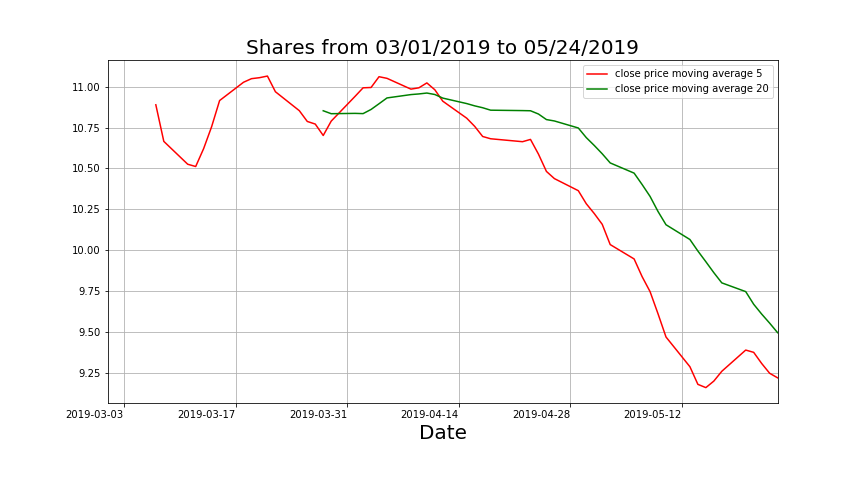 Shares from 03/01/2019 to 05/24/2019
close price moving average 5
close price moving average 20
11.00
10.75
10.50
10.25
10.00
9.75
9.50
9.25
2019-03-03 2019-03-17 2019-03-31 2019-04-14 2019-04-28 2019-05-12
Date